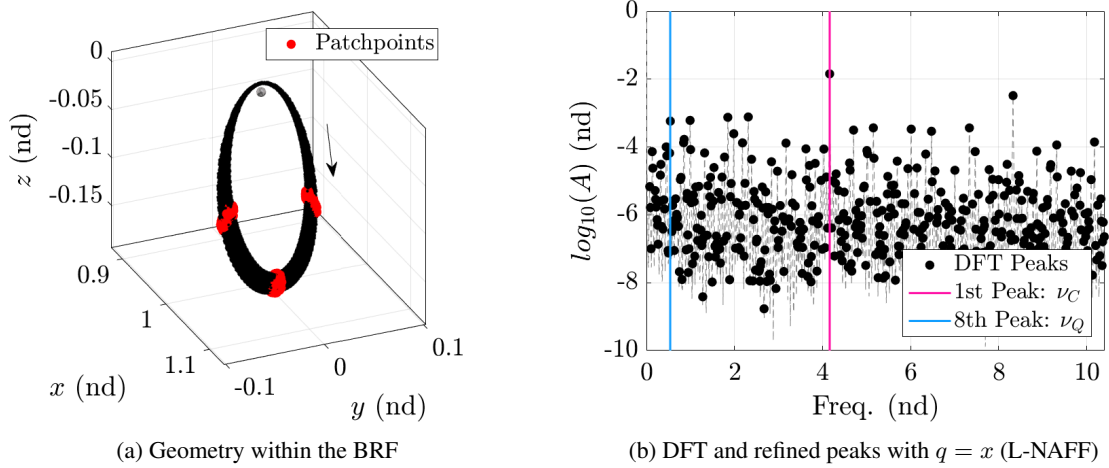 Patchpoints
0
-0.05
-0.1
-0.15
z (nd)
0.9
1
1.1
x (nd)
-0.1
0
0.1
y (nd)
(a) Geometry within the BRF
0
-2
-4
-6
-8
-10
log₁₀(A) (nd)
DFT Peaks
1st Peak: ν_C
8th Peak: ν_Q
0
2
4
6
8
10
Freq. (nd)
(b) DFT and refined peaks with q = x (L-NAFF)